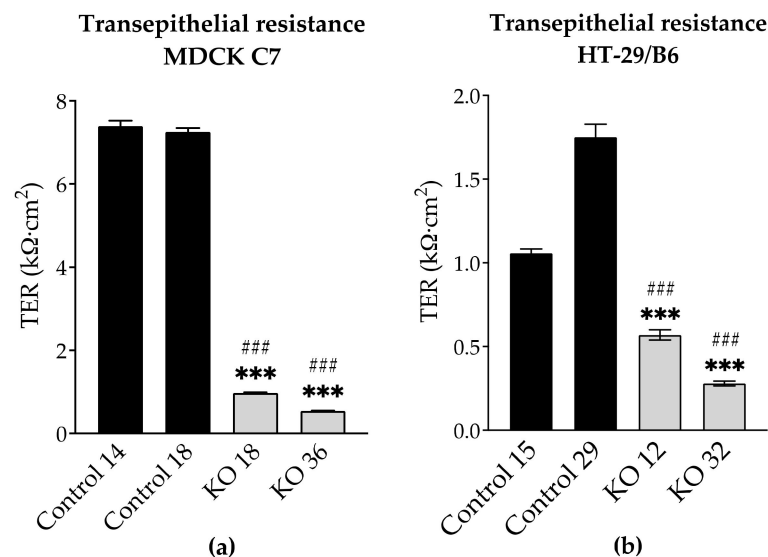 Transepithelial resistance
MDCK C7
TER (kΩ·cm²)
8
6
4
2
0
###
***
###
***
Control 14
Control 18
KO 18
KO 36
(a)
Transepithelial resistance
HT-29/B6
TER (kΩ·cm²)
2.0
1.5
1.0
0.5
0.0
###
***
###
***
Control 15
Control 29
KO 12
KO 32
(b)